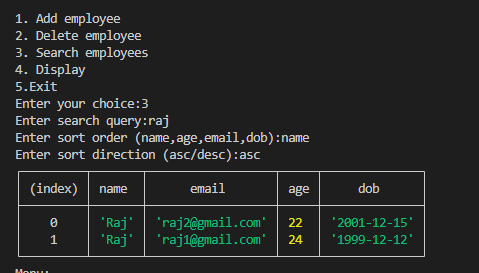 1. Add employee
2. Delete employee
3. Search employees
4. Display
5.Exit
Enter your choice:3
Enter search query:raj
Enter sort order (name,age,email,dob):name
Enter sort direction (asc/desc):asc
(index) name email age dob
0 'Raj' 'raj2@gmail.com' 22 '2001-12-15'
1 'Raj' 'raj1@gmail.com' 24 '1999-12-12'
Menu: